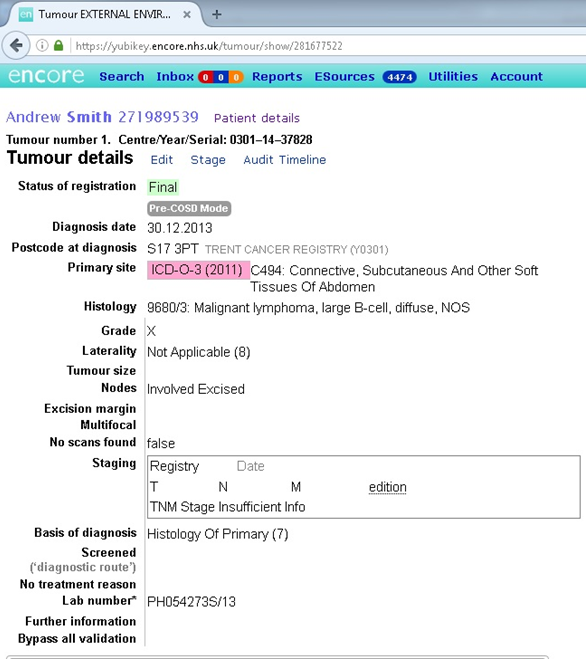 en Tumour EXTERNAL ENVIR...
https://yubikey.encore.nhs.uk/tumour/show/281677522
encore Search Inbox 0 0 0 Reports ESources 4474 Utilities Account
Andrew Smith 271989539 Patient details
Tumour number 1. Centre/Year/Serial: 0301–14–37828
Tumour details Edit Stage Audit Timeline
Status of registration Final
Pre-COSD Mode
Diagnosis date 30.12.2013
Postcode at diagnosis S17 3PT TRENT CANCER REGISTRY (Y0301)
Primary site ICD-O-3 (2011) C494: Connective, Subcutaneous And Other Soft
Tissues Of Abdomen
Histology 9680/3: Malignant lymphoma, large B-cell, diffuse, NOS
Grade X
Laterality Not Applicable (8)
Tumour size
Nodes Involved Excised
Excision margin
Multifocal
No scans found false
Staging Registry Date
T N M edition
TNM Stage Insufficient Info
Basis of diagnosis Histology Of Primary (7)
Screened
('diagnostic route')
No treatment reason
Lab number* PH054273S/13
Further information
Bypass all validation